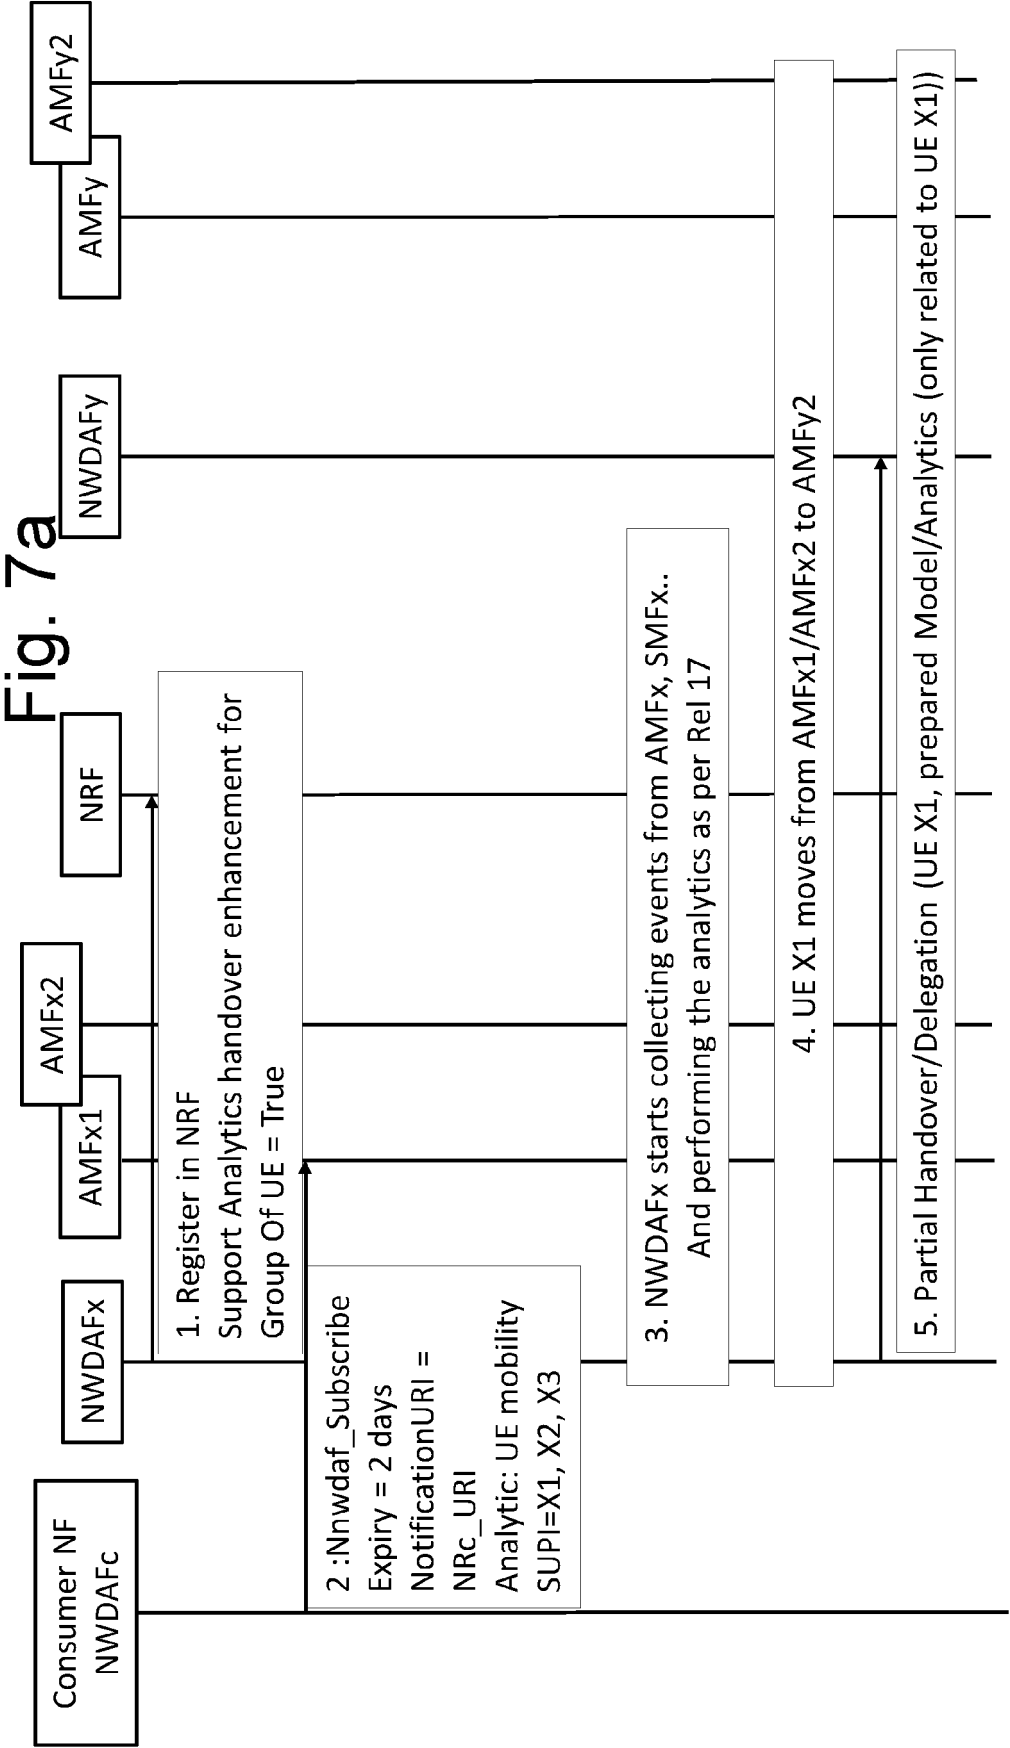 Fig. 7a
Consumer NF
NWDAFc
NWDAFx
AMFx1
AMFx2
NRF
NWDAFy
AMFy
AMFy2
1. Register in NRF
Support Analytics handover enhancement for
Group Of UE = True
2 :Nnwdaf_Subscribe
Expiry = 2 days
NotificationURI =
NRc_URI
Analytic: UE mobility
SUPI=X1, X2, X3
3. NWDAFx starts collecting events from AMFx, SMFx..
And performing the analytics as per Rel 17
4. UE X1 moves from AMFx1/AMFx2 to AMFy2
5. Partial Handover/Delegation (UE X1, prepared Model/Analytics (only related to UE X1))